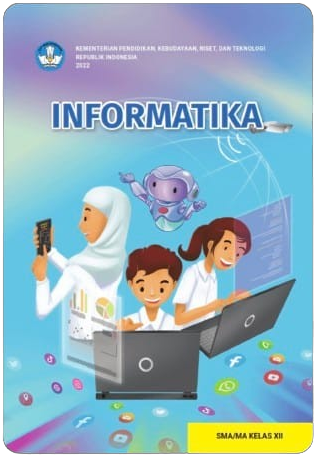 KEMENTERIAN PENDIDIKAN, KEBUDAYAAN, RISET, DAN TEKNOLOGI
REPUBLIK INDONESIA
2022
INFORMATIKA
SMA/MA KELAS XII